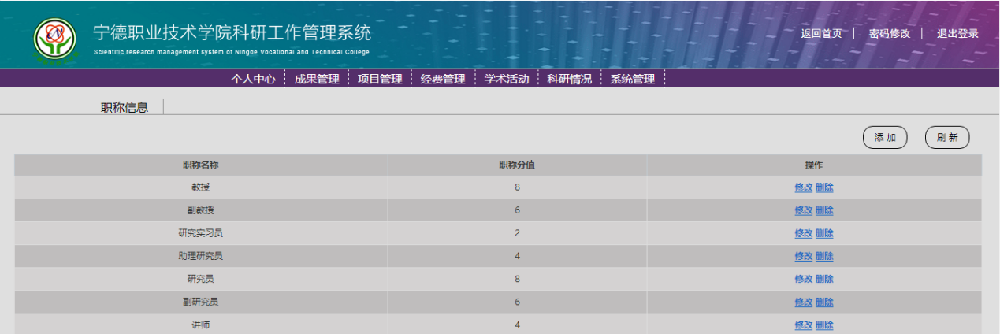 宁德职业技术学院科研工作管理系统
Scientific research management system of Ningde Vocational and Technical College
返回首页 密码修改 退出登录
个人中心 成果管理 项目管理 经费管理 学术活动 科研情况 系统管理
职称信息
添 加 刷 新
职称名称 职称分值 操作
教授 8 修改 删除
副教授 6 修改 删除
研究实习员 2 修改 删除
助理研究员 4 修改 删除
研究员 8 修改 删除
副研究员 6 修改 删除
讲师 4 修改 删除